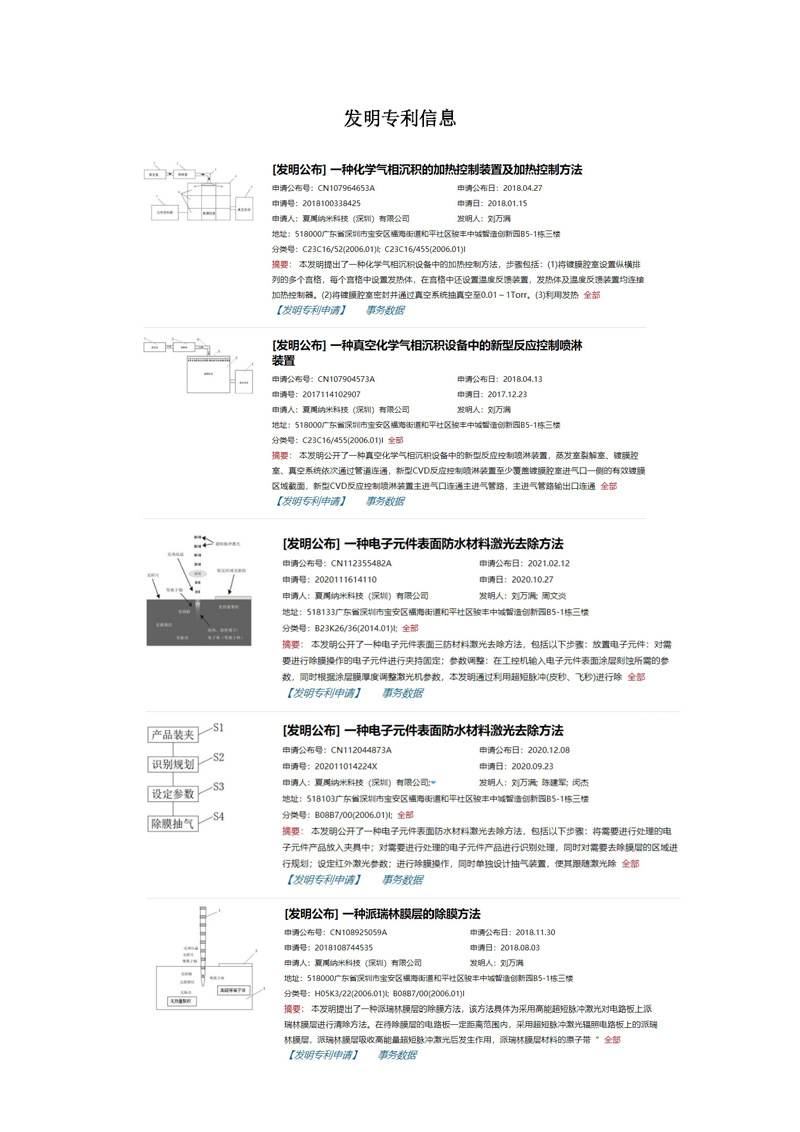 发明专利信息
[发明公布] 一种化学气相沉积的加热控制装置及加热控制方法
申请公布号：CN107964653A 申请公布日：2018.04.27
申请号：2018100338425 申请日：2018.01.15
申请人：夏禹纳米科技（深圳）有限公司 发明人：刘万满
地址：518000广东省深圳市宝安区福海街道和平社区骏丰中城智造创新园B5-1栋三楼
分类号：C23C16/52(2006.01)I; C23C16/455(2006.01)I
摘要： 本发明提出了一种化学气相沉积设备中的加热控制方法，步骤包括：(1)将镀膜腔室设置纵横排
列的多个宫格，每个宫格中设置发热体，在宫格中还设置温度反馈装置，发热体及温度反馈装置均连接
加热控制器。(2)将镀膜腔室密封并通过真空系统抽真空至0.01～1Torr。(3)利用发热 全部
【发明专利申请】 事务数据
[发明公布] 一种真空化学气相沉积设备中的新型反应控制喷淋
装置
申请公布号：CN107904573A 申请公布日：2018.04.13
申请号：2017114102907 申请日：2017.12.23
申请人：夏禹纳米科技（深圳）有限公司 发明人：刘万满
地址：518000广东省深圳市宝安区福海街道和平社区骏丰中城智造创新园B5-1栋三楼
分类号：C23C16/455(2006.01)I 全部
摘要： 本发明公开了一种真空化学气相沉积设备中的新型反应控制喷淋装置，蒸发室裂解室、镀膜腔
室、真空系统依次通过管道连通，新型CVD反应控制喷淋装置至少覆盖镀膜腔室进气口一侧的有效镀膜
区域截面，新型CVD反应控制喷淋装置主进气口连通主进气管路，主进气管路输出口连通 全部
【发明专利申请】 事务数据
[发明公布] 一种电子元件表面防水材料激光去除方法
申请公布号：CN112355482A 申请公布日：2021.02.12
申请号：2020111614110 申请日：2020.10.27
申请人：夏禹纳米科技（深圳）有限公司 发明人：刘万满; 周文炎
地址：518133广东省深圳市宝安区福海街道和平社区骏丰中城智造创新园B5-1栋三楼
分类号：B23K26/36(2014.01)I; 全部
摘要： 本发明公开了一种电子元件表面三防材料激光去除方法，包括以下步骤：放置电子元件：对需
要进行除膜操作的电子元件进行夹持固定；参数调整：在工控机输入电子元件表面涂层刻蚀所需的参
数，同时根据涂层膜厚度调整激光机参数，本发明通过利用超短脉冲(皮秒、飞秒)进行除 全部
【发明专利申请】 事务数据
产品装夹 S1
识别规划 S2
设定参数 S3
除膜抽气 S4
[发明公布] 一种电子元件表面防水材料激光去除方法
申请公布号：CN112044873A 申请公布日：2020.12.08
申请号：202011014224X 申请日：2020.09.23
申请人：夏禹纳米科技（深圳）有限公司; 发明人：刘万满; 陈建军; 闵杰
地址：518103广东省深圳市宝安区福海街道和平社区骏丰中城智造创新园B5-1栋三楼
分类号：B08B7/00(2006.01)I; 全部
摘要： 本发明公开了一种电子元件表面防水材料激光去除方法，包括以下步骤：将需要进行处理的电
子元件产品放入夹具中；对需要进行处理的电子元件产品进行识别处理，同时对需要去除膜层的区域进
行规划；设定红外激光参数；进行除膜操作，同时单独设计抽气装置，使其跟随激光除 全部
【发明专利申请】 事务数据
[发明公布] 一种派瑞林膜层的除膜方法
申请公布号：CN108925059A 申请公布日：2018.11.30
申请号：2018108744535 申请日：2018.08.03
申请人：夏禹纳米科技（深圳）有限公司 发明人：刘万满
地址：518000广东省深圳市宝安区福海街道和平社区骏丰中城智造创新园B5-1栋三楼
分类号：H05K3/22(2006.01)I; B08B7/00(2006.01)I
摘要： 本发明提出了一种派瑞林膜层的除膜方法，该方法具体为采用高能超短脉冲激光对电路板上派
瑞林膜层进行清除方法。在待除膜层的电路板一定距离范围内，采用超短脉冲激光辐照电路板上的派瑞
林膜层，派瑞林膜层吸收高能量超短脉冲激光后发生作用，派瑞林膜层材料的原子带 " 全部
【发明专利申请】 事务数据